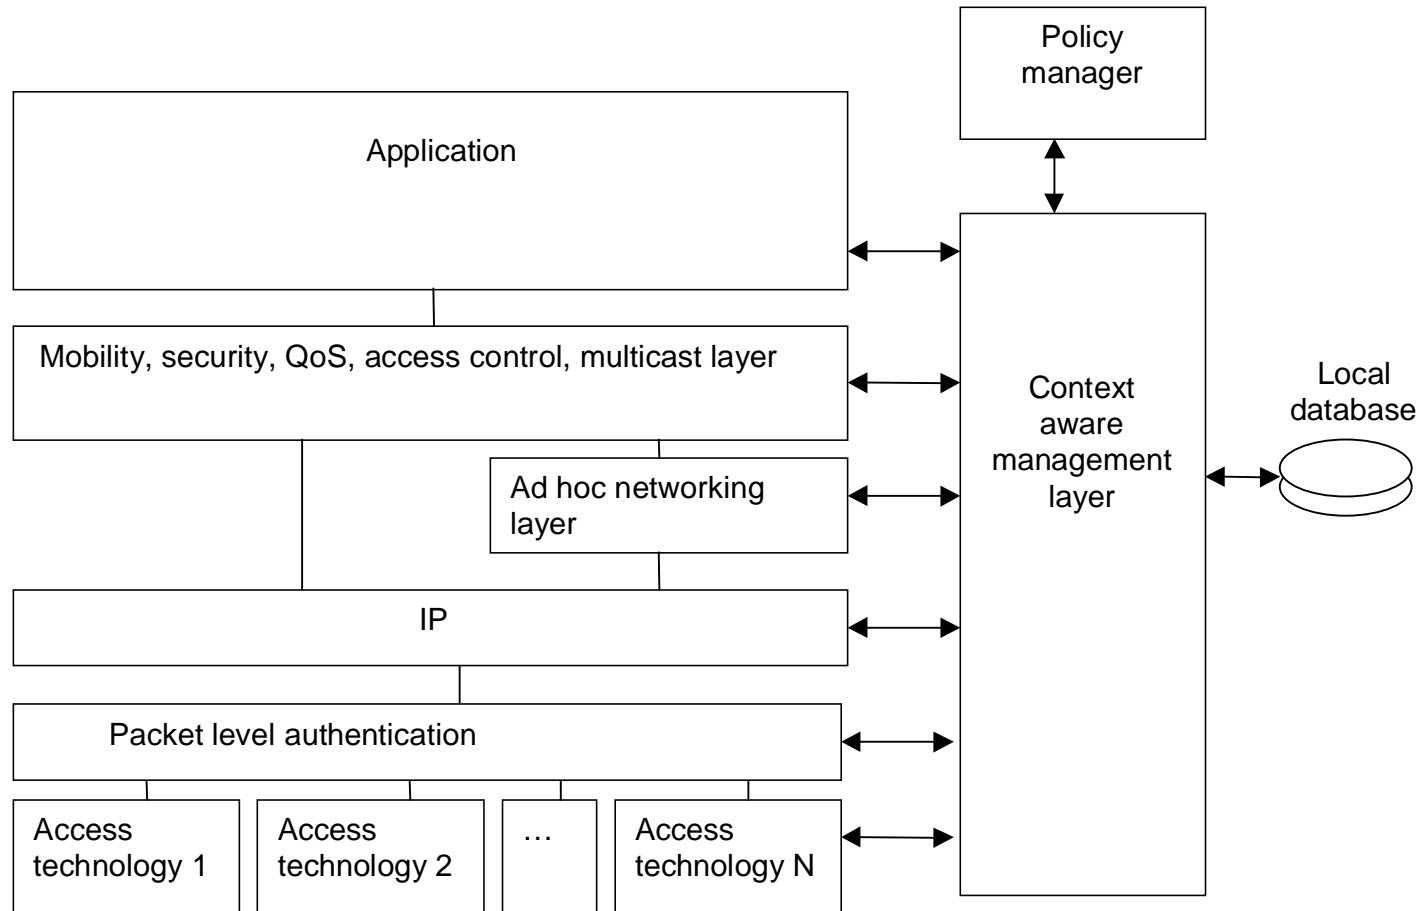 Policy
manager
Application
Mobility, security, QoS, access control, multicast layer
Context
aware
management
layer
Local
database
Ad hoc networking
layer
IP
Packet level authentication
Access
technology 1
Access
technology 2
…
Access
technology N